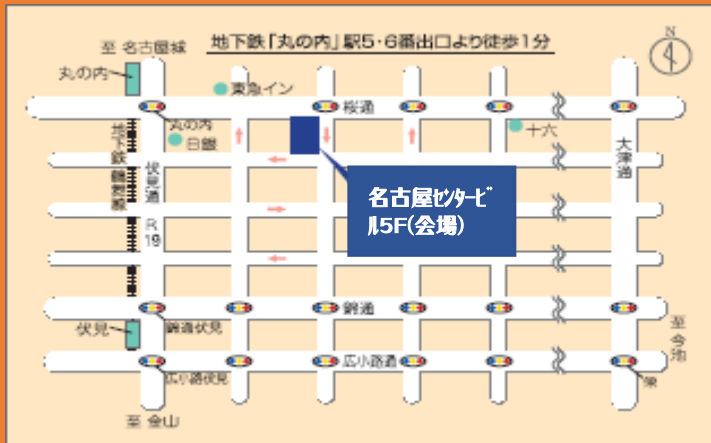 地下鉄「丸の内」駅5・6番出口より徒歩1分
至 名古屋城
N
丸の内
東急イン
桜通
丸の内
日銀
十六
地下鉄 鶴舞線
伏見通
R19
大津通
名古屋センタービ
ル5F(会場)
錦通
伏見
錦通伏見
至 今池
広小路通
広小路伏見
栄
至 金山